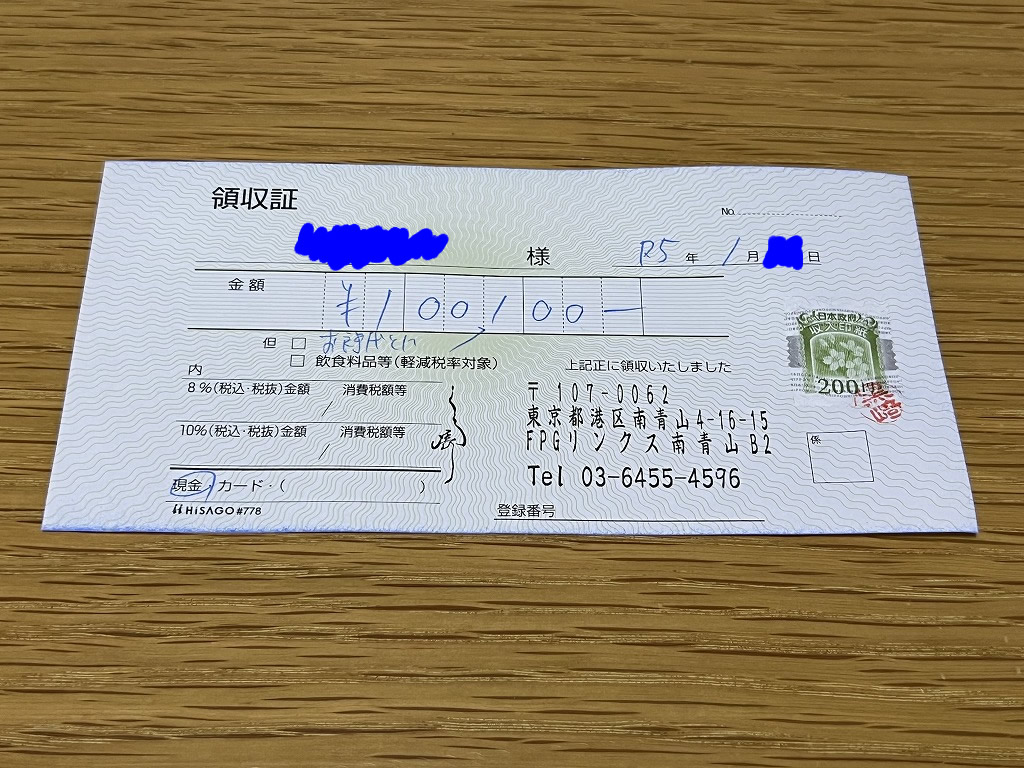 領収証
No.
様
R5年 1月 日
金額 ¥100100—
但 お食事代として
飲食料品等(軽減税率対象)
内
8%(税込・税抜)金額 消費税額等
/
10%(税込・税抜)金額 消費税額等
/
現金・カード・( )
HiSAGO #778
上記正に領収いたしました
〒107-0062
東京都港区南青山4-16-15
FPGリンクス南青山B2
Tel 03-6455-4596
登録番号
日本政府
収入印紙
200円
係